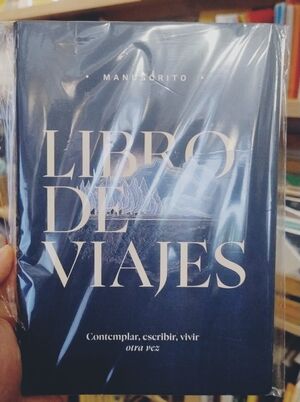 • MANUSCRITO •
LIBRO
DE
VIAJES
Contemplar, escribir, vivir
otra vez